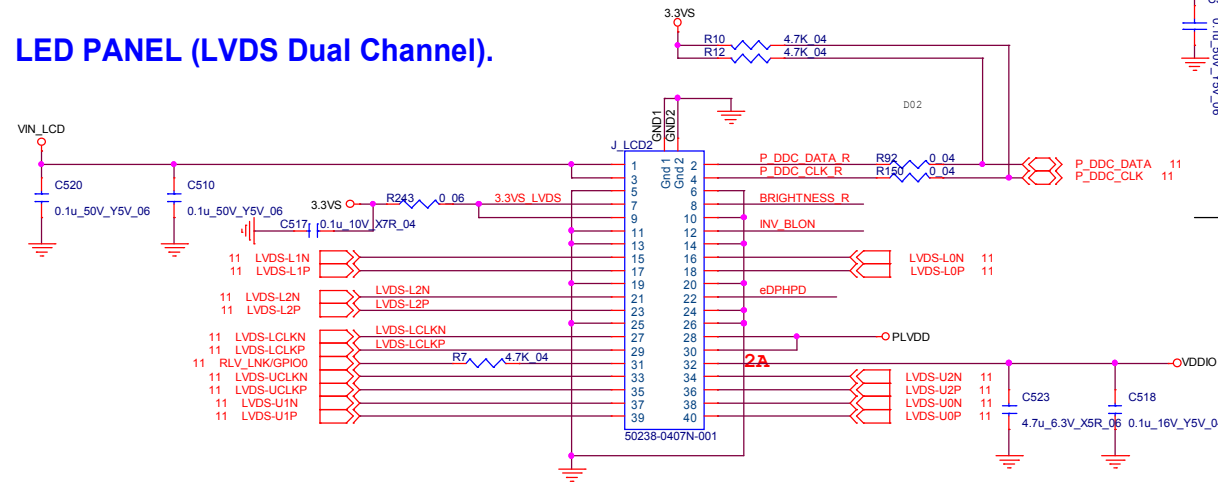 3.3VS
LED PANEL (LVDS Dual Channel).
R10 4.7K_04
R12 4.7K_04
D02
GND1
GND2
VIN_LCD
J_LCD2
Gnd1
Gnd2
1 2 P_DDC_DATA_R R92 0_04 P_DDC_DATA 11
3 4 P_DDC_CLK_R R150 0_04 P_DDC_CLK 11
C520
0.1u_50V_Y5V_06
C510
0.1u_50V_Y5V_06
5 6
3.3VS R243 0_06 3.3VS_LVDS 7 8 BRIGHTNESS_R
9 10
C517 0.1u_10V_X7R_04
11 12 INV_BLON
13 14
11 LVDS-L1N 15 16 LVDS-L0N 11
11 LVDS-L1P 17 18 LVDS-L0P 11
19 20
11 LVDS-L2N LVDS-L2N 21 22 eDPHPD
11 LVDS-L2P LVDS-L2P 23 24
25 26
11 LVDS-LCLKN LVDS-LCLKN 27 28 PLVDD
11 LVDS-LCLKP LVDS-LCLKP 29 30
11 RLV_LNK/GPIO0 R7 4.7K_04 31 32 2A VDDIO
11 LVDS-UCLKN 33 34 LVDS-U2N 11
11 LVDS-UCLKP 35 36 LVDS-U2P 11
11 LVDS-U1N 37 38 LVDS-U0N 11
11 LVDS-U1P 39 40 LVDS-U0P 11
50238-0407N-001
C523
4.7u_6.3V_X5R_06
C518
0.1u_16V_Y5V_0
0.1u_50V_Y5V_06